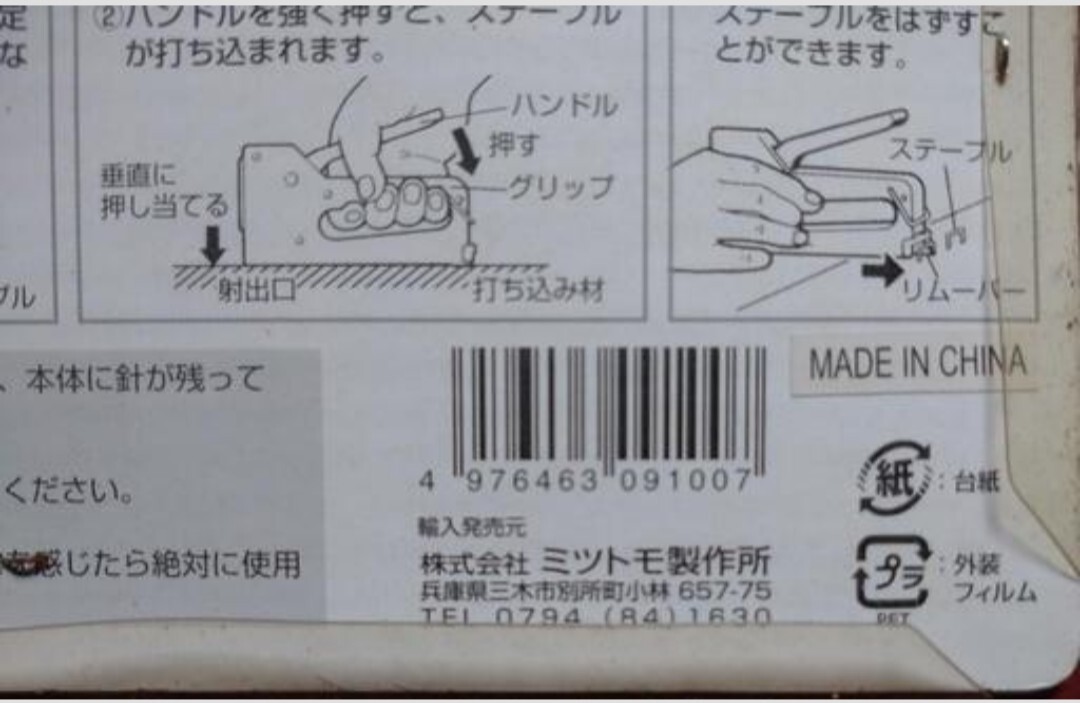 定
な
②ハンドルを強く押すと、ステープル
が打ち込まれます。
ハンドル
押す
グリップ
垂直に
押し当てる
射出口
打ち込み材
ステープルをはずすこ
とができます。
ステープル
リムーバー
プル
、本体に針が残って
ください。
を感じたら絶対に使用
4 976463 091007
輸入発売元
株式会社 ミツトモ製作所
兵庫県三木市別所町小林 657-75
TEL 0794 (84) 1630
MADE IN CHINA
紙 : 台紙
プラ : 外装
フィルム
PET